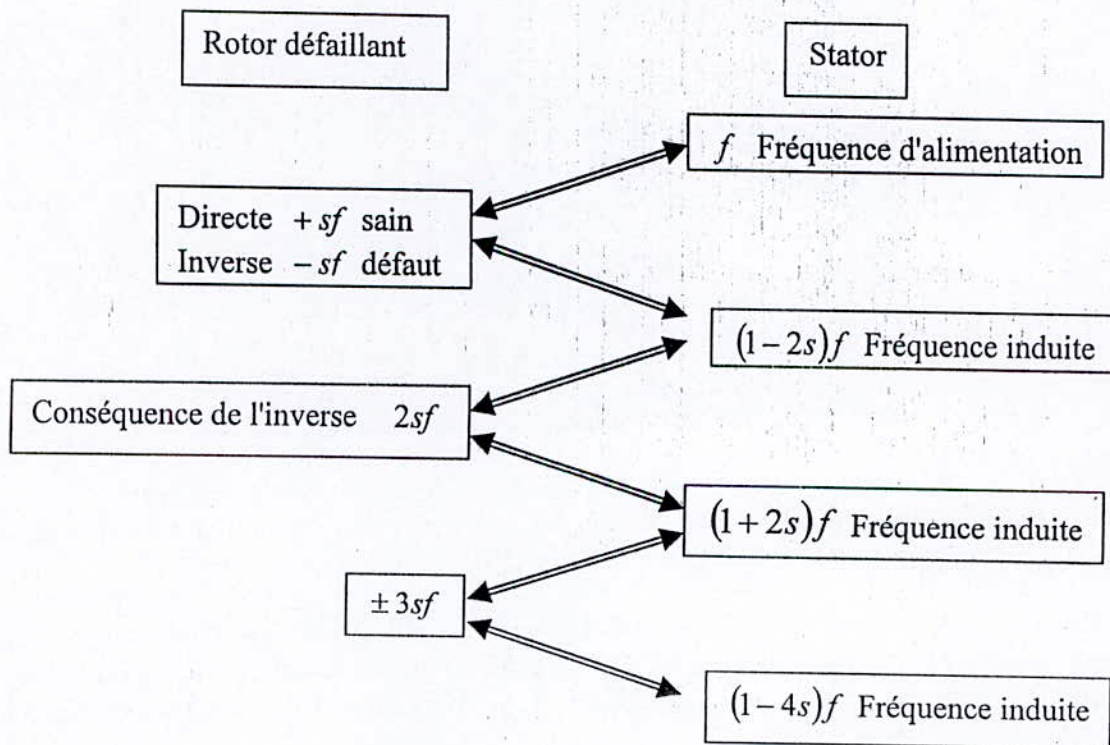 Rotor défaillant
Stator
f Fréquence d'alimentation
Directe + sf sain
Inverse − sf défaut
(1 − 2s)f Fréquence induite
Conséquence de l'inverse 2sf
(1 + 2s)f Fréquence induite
± 3sf
(1 − 4s)f Fréquence induite